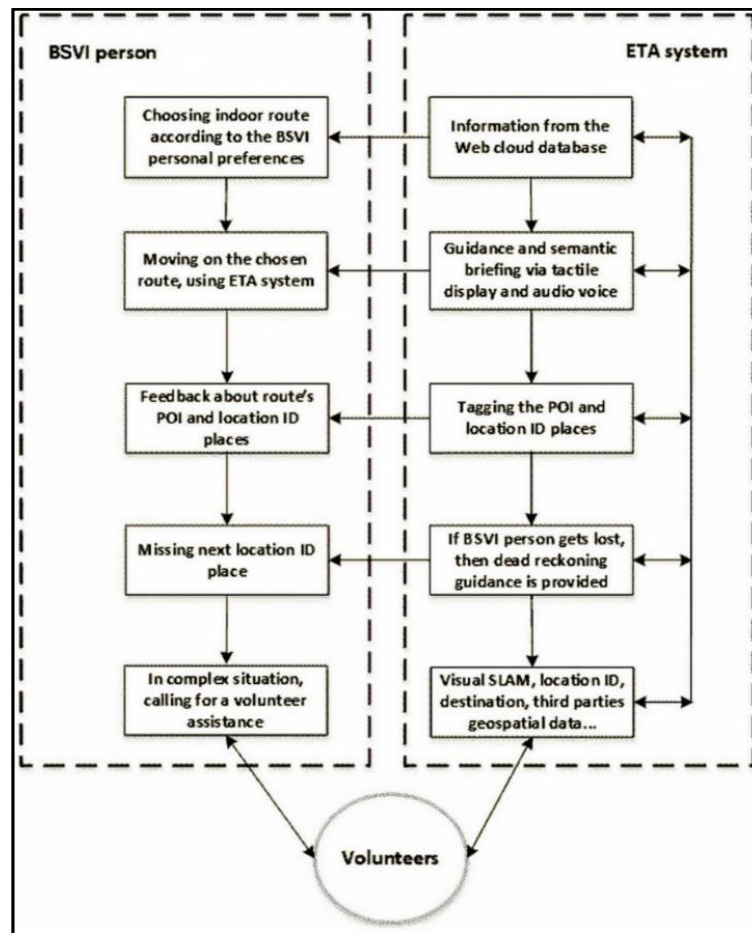 BSVI person
ETA system
Choosing indoor route
according to the BSVI
personal preferences
Information from the
Web cloud database
Moving on the chosen
route, using ETA system
Guidance and semantic
briefing via tactile
display and audio voice
Feedback about route's
POI and location ID
places
Tagging the POI and
location ID places
Missing next location ID
place
If BSVI person gets lost,
then dead reckoning
guidance is provided
In complex situation,
calling for a volunteer
assistance
Visual SLAM, location ID,
destination, third parties
geospatial data...
Volunteers